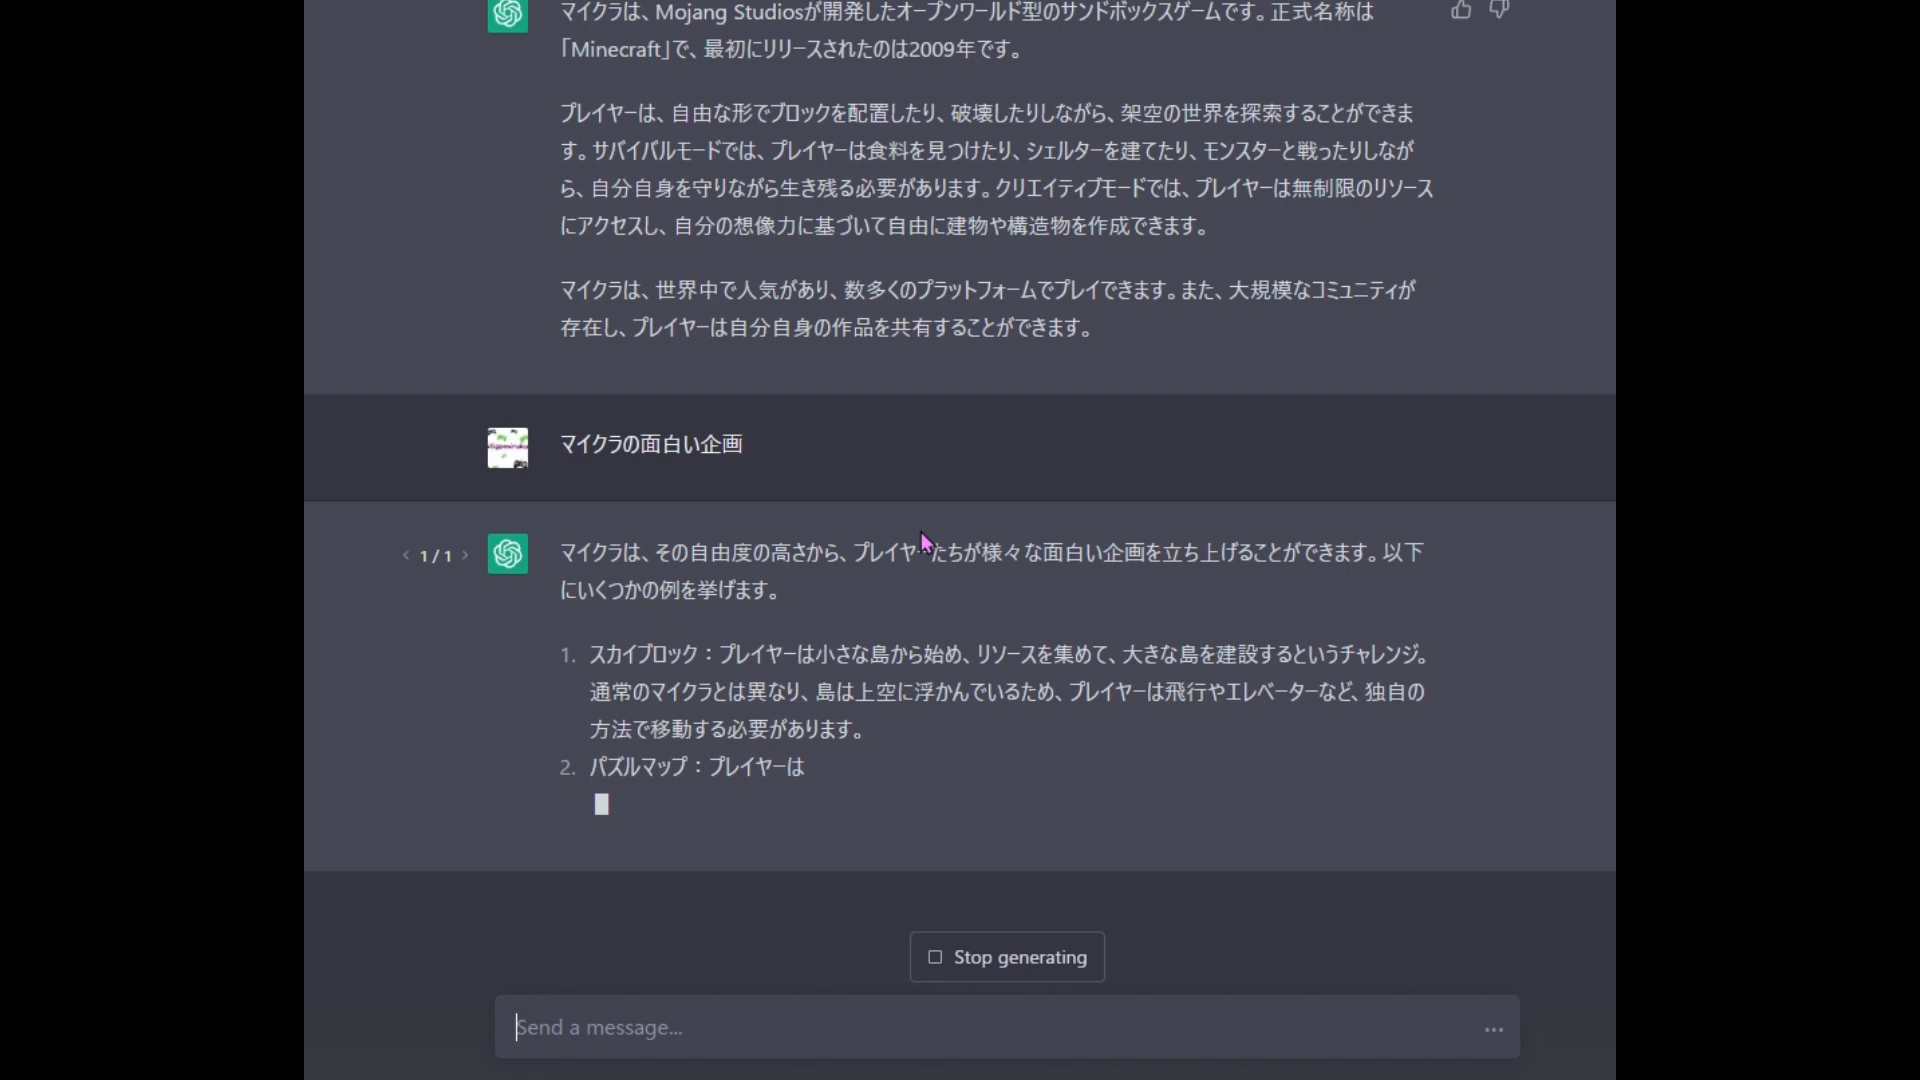 マイクラは、Mojang Studiosが開発したオープンワールド型のサンドボックスゲームです。正式名称は
「Minecraft」で、最初にリリースされたのは2009年です。
プレイヤーは、自由な形でブロックを配置したり、破壊したりしながら、架空の世界を探索することができま
す。サバイバルモードでは、プレイヤーは食料を見つけたり、シェルターを建てたり、モンスターと戦ったりしなが
ら、自分自身を守りながら生き残る必要があります。クリエイティブモードでは、プレイヤーは無制限のリソース
にアクセスし、自分の想像力に基づいて自由に建物や構造物を作成できます。
マイクラは、世界中で人気があり、数多くのプラットフォームでプレイできます。また、大規模なコミュニティが
存在し、プレイヤーは自分自身の作品を共有することができます。
マイクラの面白い企画
1 / 1
マイクラは、その自由度の高さから、プレイヤーたちが様々な面白い企画を立ち上げることができます。以下
にいくつかの例を挙げます。
1. スカイブロック：プレイヤーは小さな島から始め、リソースを集めて、大きな島を建設するというチャレンジ。
通常のマイクラとは異なり、島は上空に浮かんでいるため、プレイヤーは飛行やエレベーターなど、独自の
方法で移動する必要があります。
2. パズルマップ：プレイヤーは
Stop generating
Send a message...